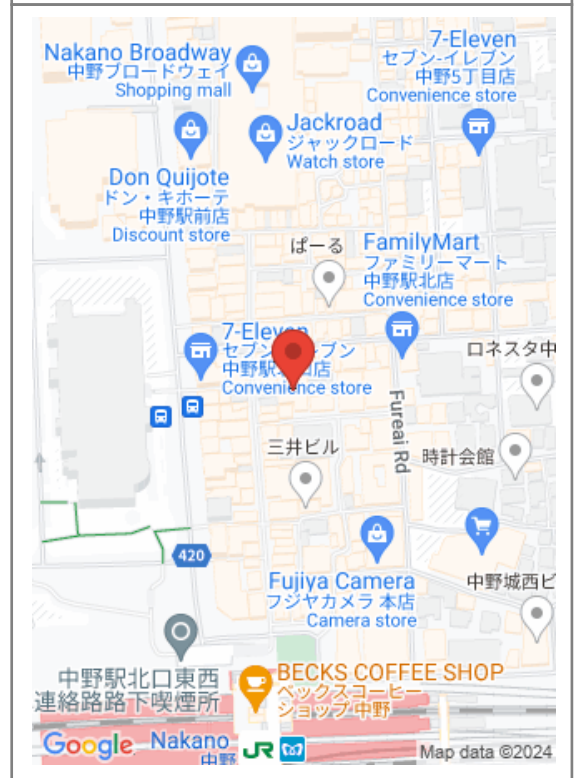 Nakano Broadway
中野ブロードウェイ
Shopping mall
7-Eleven
セブン-イレブン
中野5丁目店
Convenience store
Jackroad
ジャックロード
Watch store
Don Quijote
ドン・キホーテ
中野駅前店
Discount store
ぱーる
FamilyMart
ファミリーマート
中野駅北店
Convenience store
7-Eleven
セブン レブン
中野駅 店
Convenience store
ロネスタ中
Fureai Rd
三井ビル
時計会館
420
Fujiya Camera
フジヤカメラ 本店
Camera store
中野城西ビ
中野駅北口東西
連絡路路下喫煙所
BECKS COFFEE SHOP
ベックスコーヒー
ショップ 中野
Google
Nakano
中野
JR
Map data ©2024